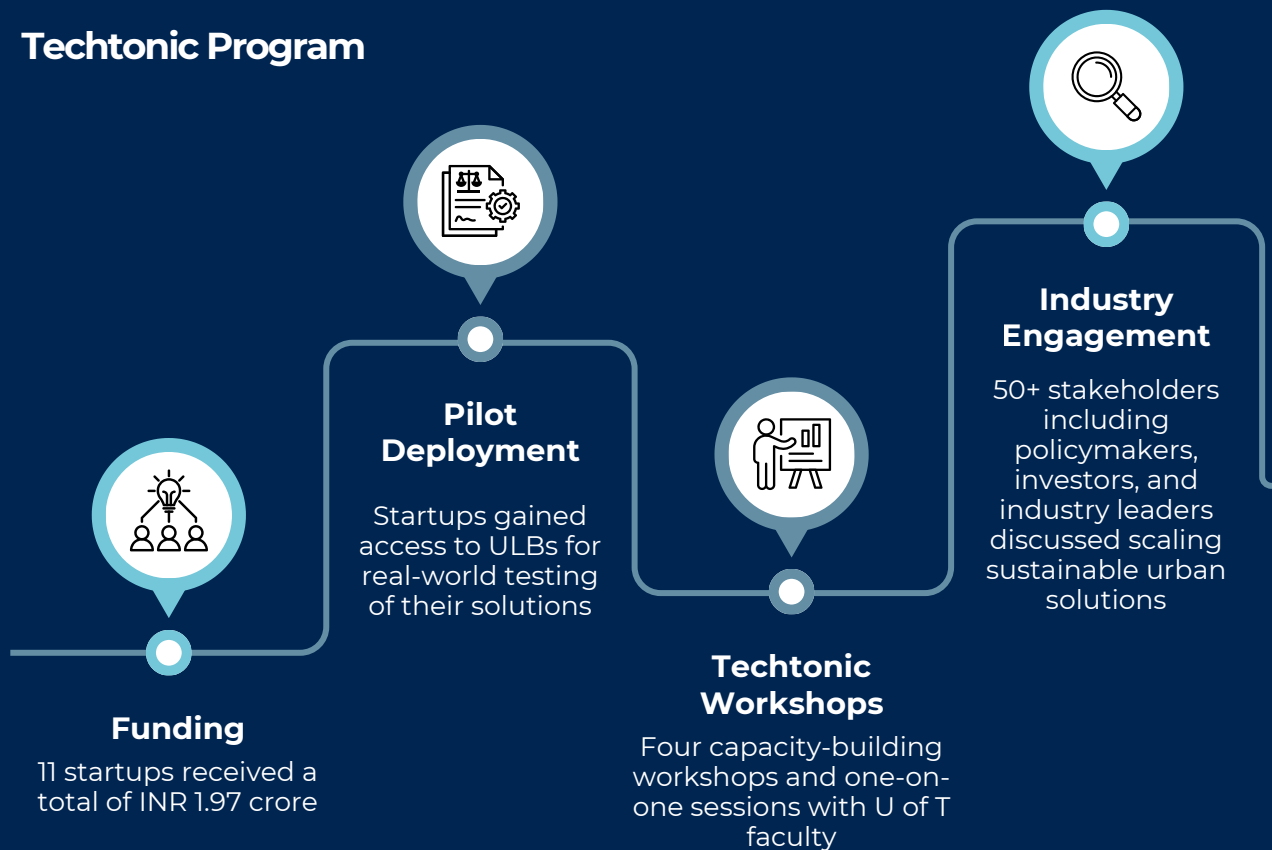 Techtonic Program
Funding
11 startups received a
total of INR 1.97 crore
Pilot
Deployment
Startups gained
access to ULBs for
real-world testing
of their solutions
Techtonic
Workshops
Four capacity-building
workshops and one-on-
one sessions with U of T
faculty
Industry
Engagement
50+ stakeholders
including
policymakers,
investors, and
industry leaders
discussed scaling
sustainable urban
solutions